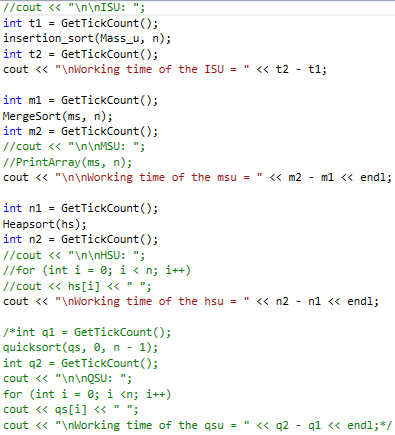 //cout << "\n\nISU: ";
int t1 = GetTickCount();
insertion_sort(Mass_u, n);
int t2 = GetTickCount();
cout << "\nWorking time of the ISU = " << t2 - t1;
int m1 = GetTickCount();
MergeSort(ms, n);
int m2 = GetTickCount();
//cout << "\n\nMSU: ";
//PrintArray(ms, n);
cout << "\n\nWorking time of the msu = " << m2 - m1 << endl;
int n1 = GetTickCount();
Heapsort(hs);
int n2 = GetTickCount();
//cout << "\n\nHSU: ";
//for (int i = 0; i < n; i++)
//cout << hs[i] << " ";
cout << "\nWorking time of the hsu = " << n2 - n1 << endl;
/*int q1 = GetTickCount();
quicksort(qs, 0, n - 1);
int q2 = GetTickCount();
cout << "\n\nQSU: ";
for (int i = 0; i <n; i++)
cout << qs[i] << " ";
cout << "\nWorking time of the qsu = " << q2 - q1 << endl;*/